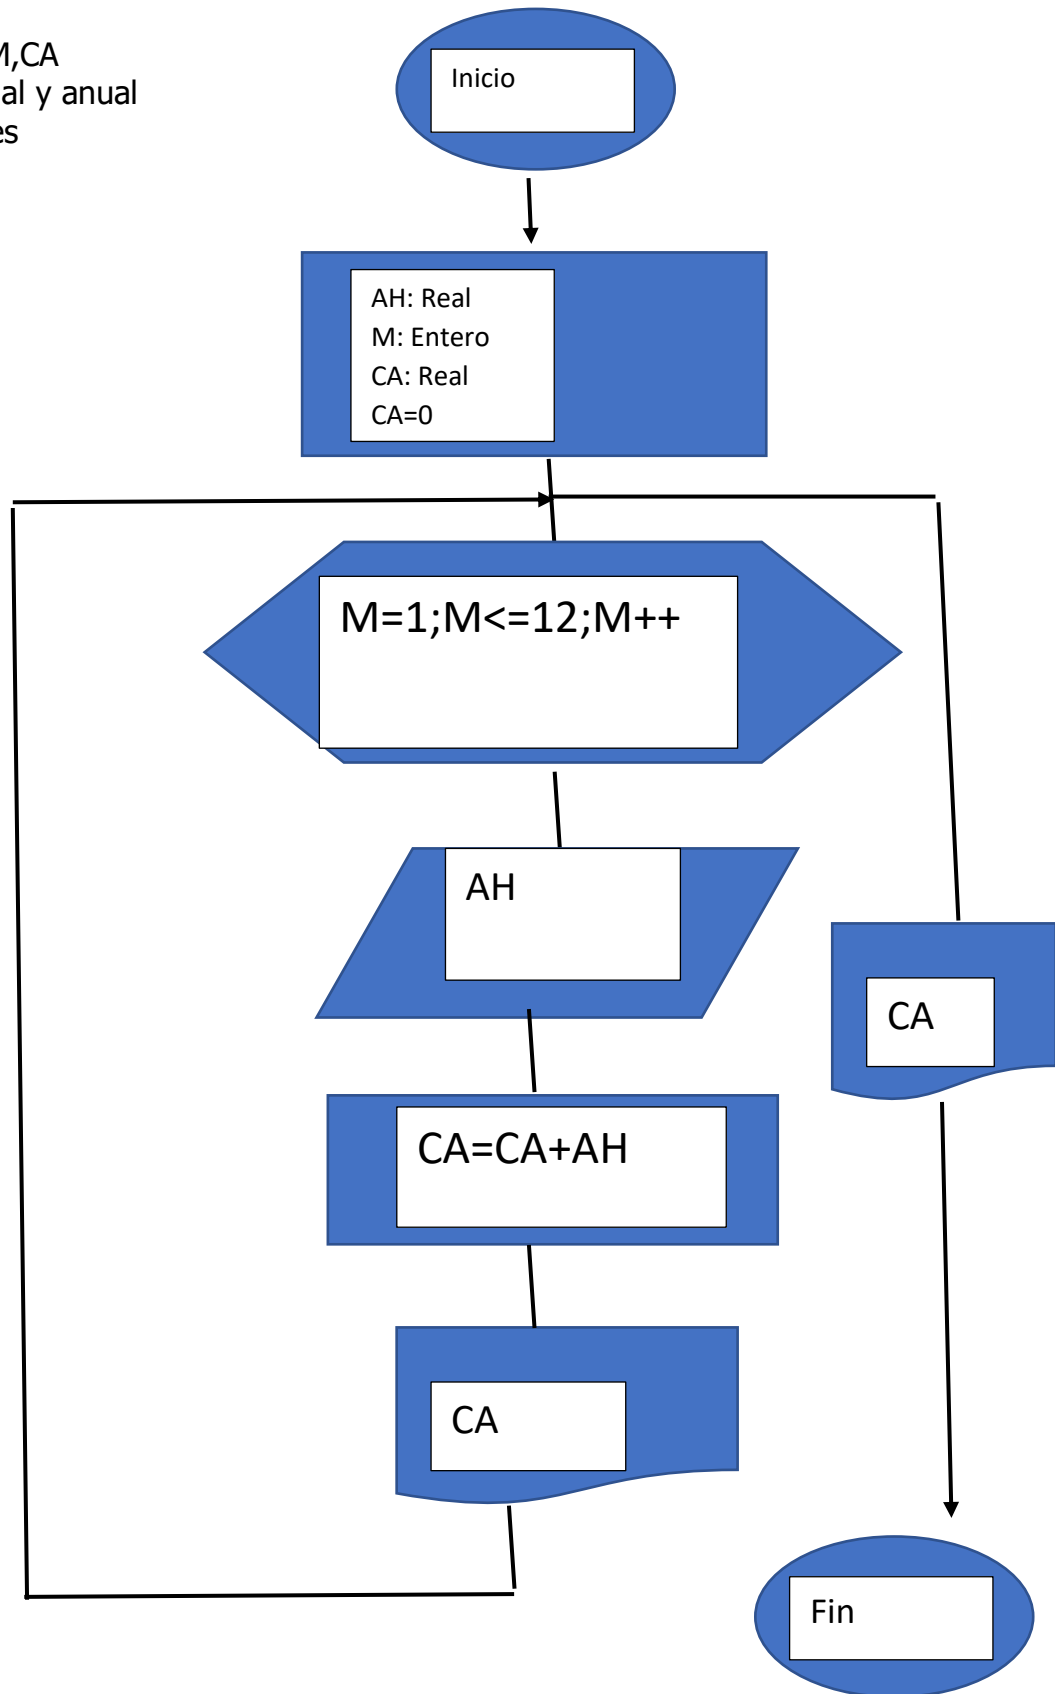 M,CA
al y anual
es
Inicio
AH: Real
M: Entero
CA: Real
CA=0
M=1;M<=12;M++
AH
CA=CA+AH
CA
CA
Fin